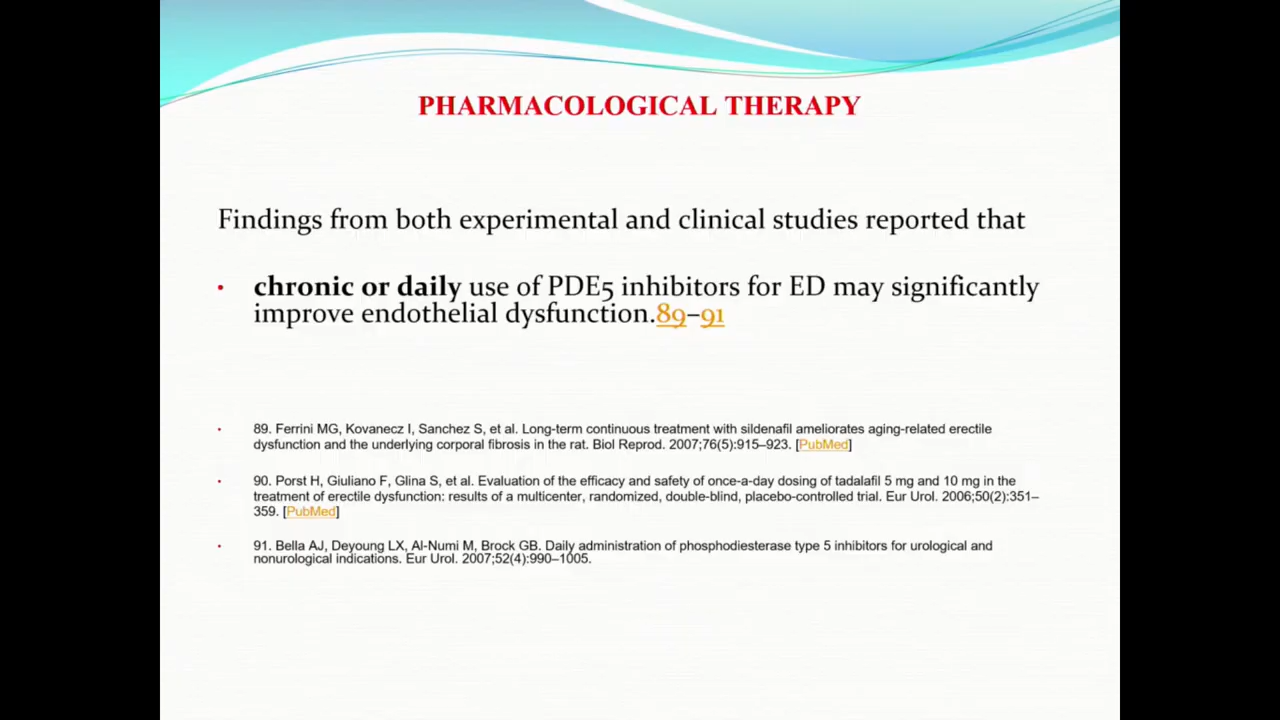 PHARMACOLOGICAL THERAPY
Findings from both experimental and clinical studies reported that
• chronic or daily use of PDE5 inhibitors for ED may significantly
improve endothelial dysfunction.89–91
• 89. Ferrini MG, Kovanecz I, Sanchez S, et al. Long-term continuous treatment with sildenafil ameliorates aging-related erectile
dysfunction and the underlying corporal fibrosis in the rat. Biol Reprod. 2007;76(5):915–923. [PubMed]
• 90. Porst H, Giuliano F, Glina S, et al. Evaluation of the efficacy and safety of once-a-day dosing of tadalafil 5 mg and 10 mg in the
treatment of erectile dysfunction: results of a multicenter, randomized, double-blind, placebo-controlled trial. Eur Urol. 2006;50(2):351–
359. [PubMed]
• 91. Bella AJ, Deyoung LX, Al-Numi M, Brock GB. Daily administration of phosphodiesterase type 5 inhibitors for urological and
nonurological indications. Eur Urol. 2007;52(4):990–1005.